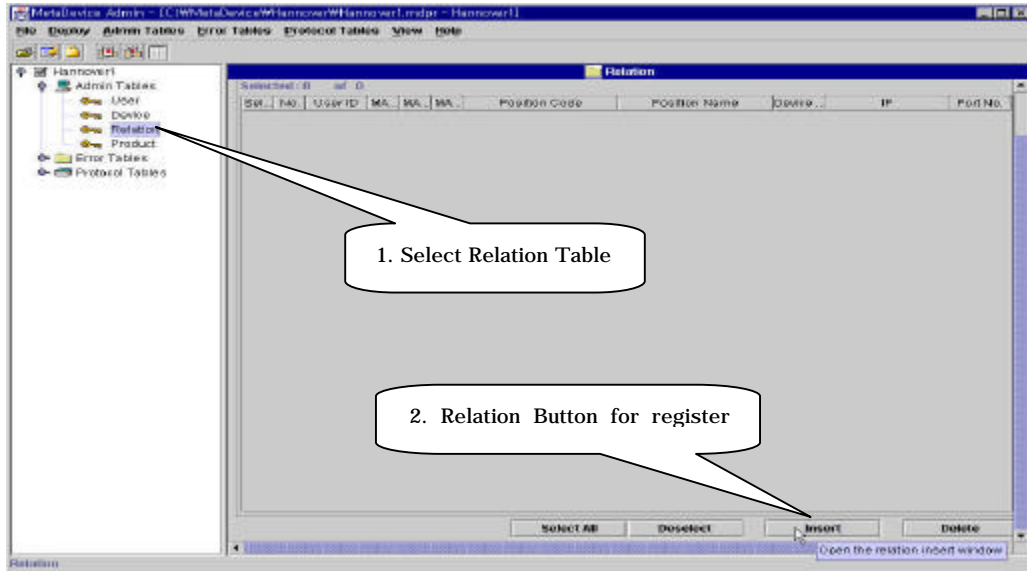 MetaDevice Admin - [C:₩MetaDevice₩Hannover₩Hannover1.mdpr - Hannover1]
File Deploy Admin Tables Error Tables Protocol Tables View Help
Hannover1
Admin Tables
User
Device
Relation
Product
Error Tables
Protocol Tables
Relation
Selected: 0 of 0
Sel... No. User ID MA... MA... MA... Position Code Position Name Device ... IP Port No.
1. Select Relation Table
2. Relation Button for register
Select All Deselect Insert Delete
Open the relation insert window
Relation